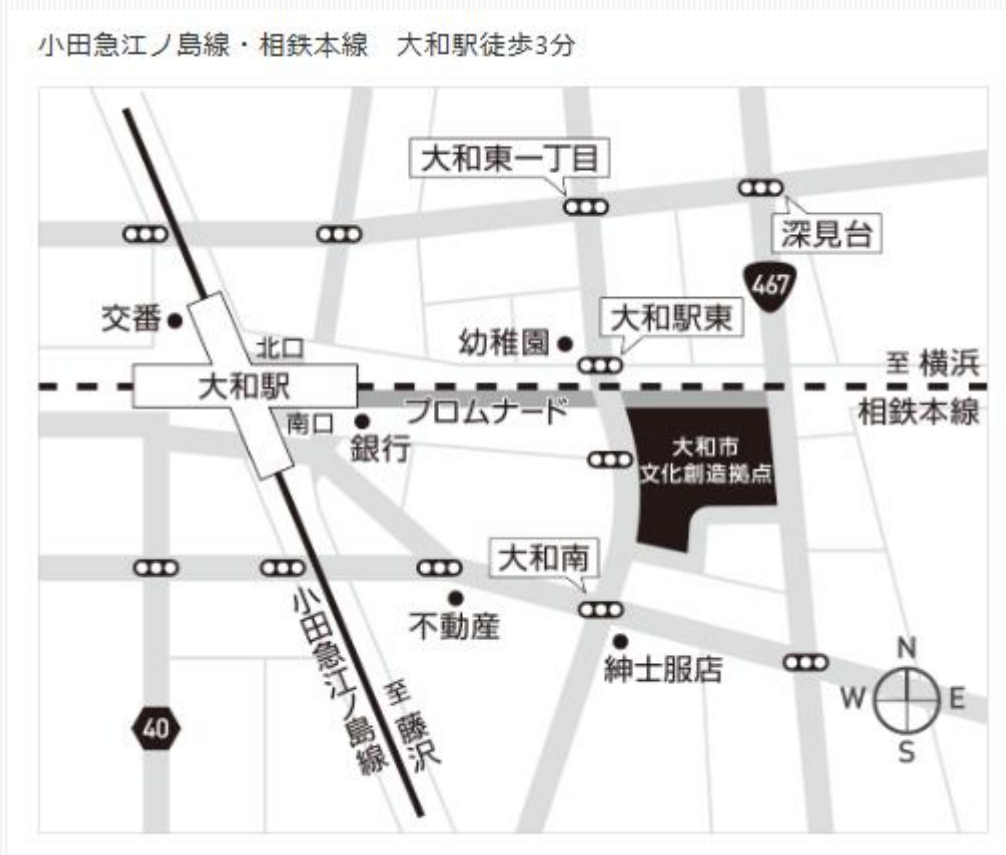 小田急江ノ島線・相鉄本線　大和駅徒歩3分
大和東一丁目
深見台
467
交番
幼稚園
大和駅東
北口
至 横浜
大和駅
プロムナード
相鉄本線
南口
銀行
大和市
文化創造拠点
大和南
不動産
小田急江ノ島線
至 藤沢
紳士服店
N
W
E
S
40